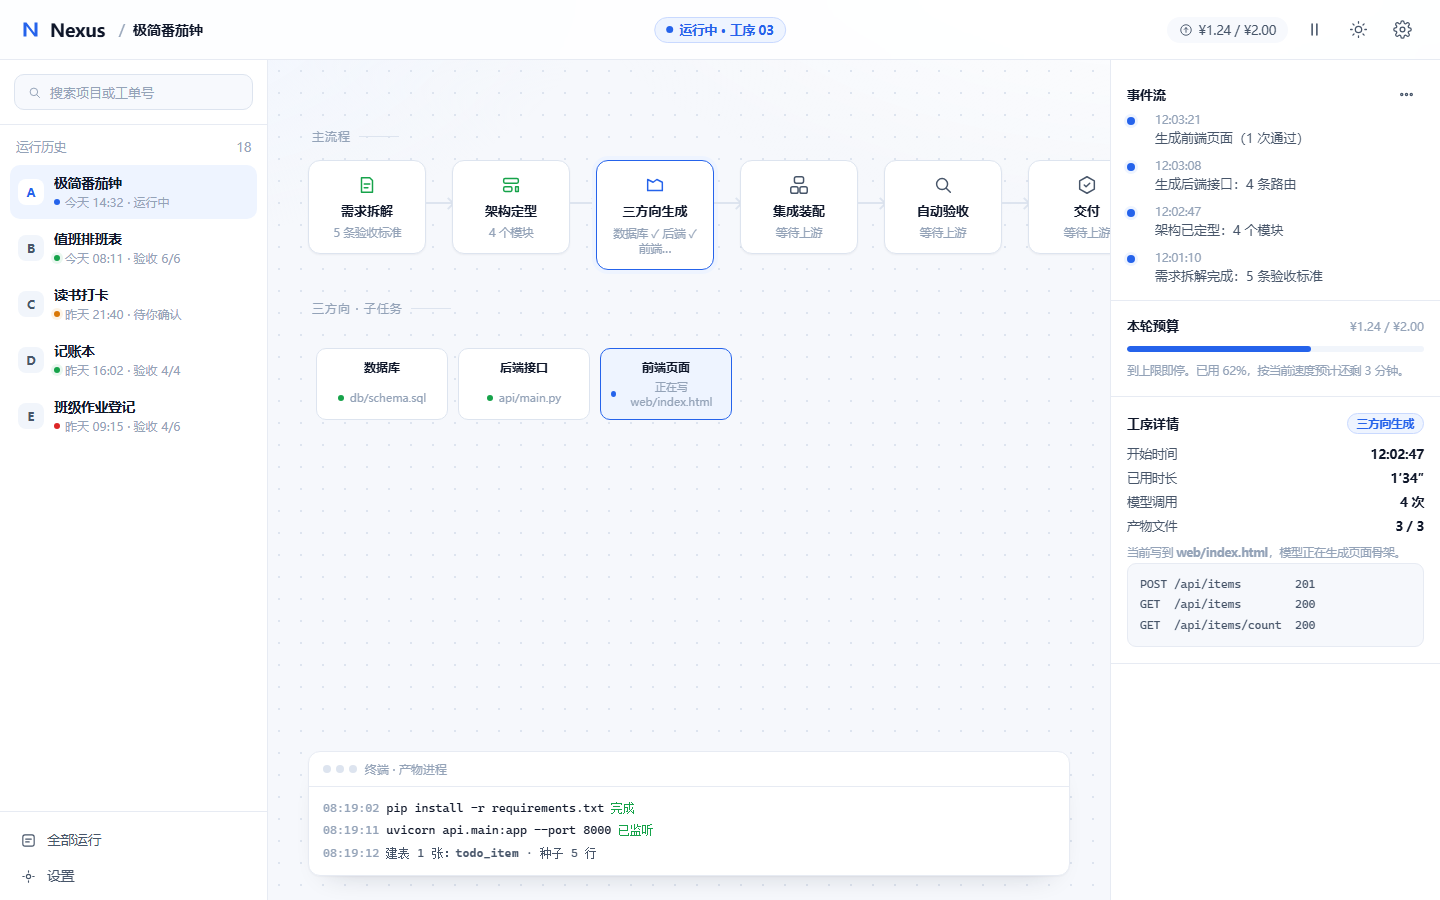 Nexus / 极简番茄钟
运行中 • 工序 03
¥1.24 / ¥2.00
搜索项目或工单号
运行历史 18
A 极简番茄钟
今天 14:32 · 运行中
B 值班排班表
今天 08:11 · 验收 6/6
C 读书打卡
昨天 21:40 · 待你确认
D 记账本
昨天 16:02 · 验收 4/4
E 班级作业登记
昨天 09:15 · 验收 4/6
全部运行
设置
主流程
需求拆解
5 条验收标准
架构定型
4 个模块
三方向生成
数据库 ✓ 后端 ✓
前端...
集成装配
等待上游
自动验收
等待上游
交付
等待上游
三方向 · 子任务
数据库
db/schema.sql
后端接口
api/main.py
前端页面
正在写
web/index.html
终端 · 产物进程
08:19:02 pip install -r requirements.txt 完成
08:19:11 uvicorn api.main:app --port 8000 已监听
08:19:12 建表 1 张: todo_item · 种子 5 行
事件流
12:03:21
生成前端页面（1 次通过）
12:03:08
生成后端接口：4 条路由
12:02:47
架构已定型：4 个模块
12:01:10
需求拆解完成：5 条验收标准
本轮预算 ¥1.24 / ¥2.00
到上限即停。已用 62%，按当前速度预计还剩 3 分钟。
工序详情 三方向生成
开始时间 12:02:47
已用时长 1′34″
模型调用 4 次
产物文件 3 / 3
当前写到 web/index.html，模型正在生成页面骨架。
POST /api/items 201
GET /api/items 200
GET /api/items/count 200